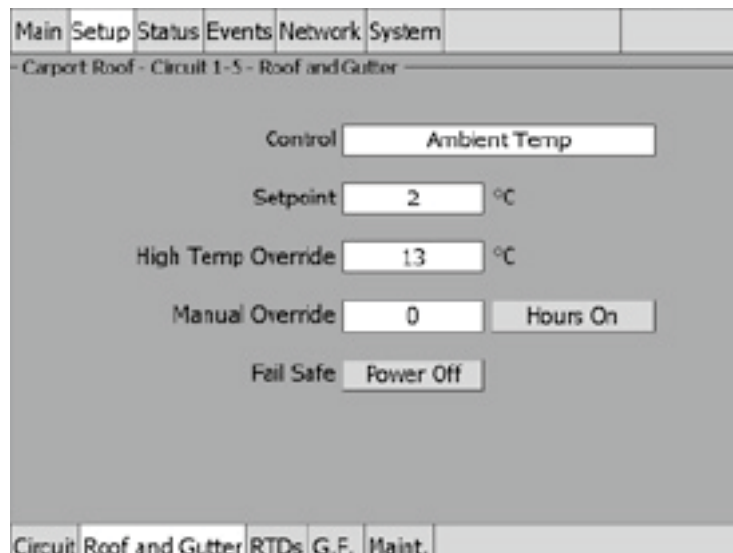 Main Setup Status Events Network System
Carport Roof - Circuit 1-5 - Roof and Gutter
Control Ambient Temp
Setpoint 2 °C
High Temp Override 13 °C
Manual Override 0 Hours On
Fail Safe Power Off
Circuit Roof and Gutter RTDs G.F. Maint.